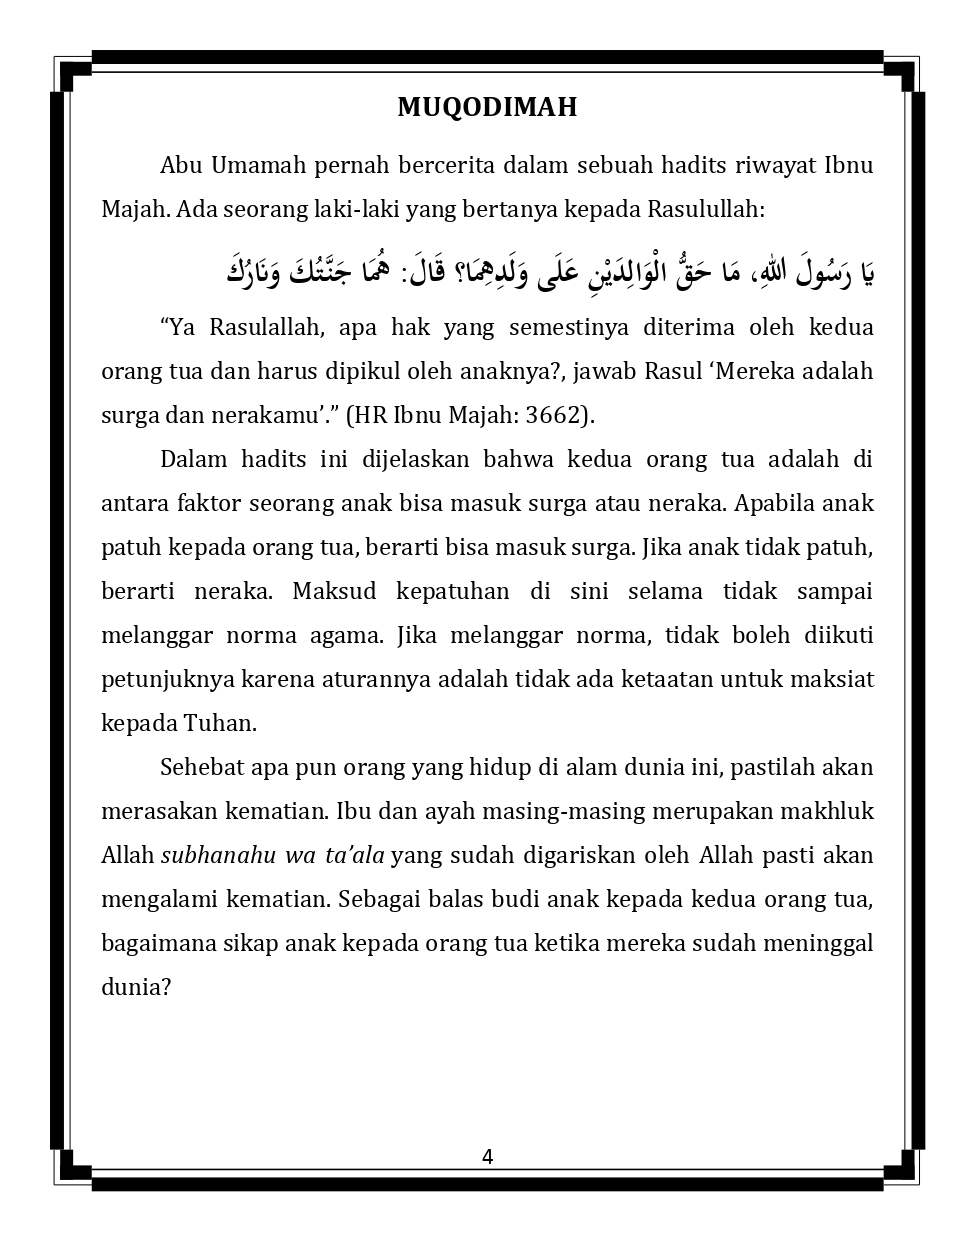 MUQODIMAH
Abu Umamah pernah bercerita dalam sebuah hadits riwayat Ibnu
Majah. Ada seorang laki-laki yang bertanya kepada Rasulullah:
يَا رَسُولَ اللهِ، مَا حَقُّ الْوَالِدَيْنِ عَلَى وَلَدِهِمَا؟ قَالَ: هُمَا جَنَّتُكَ وَنَارُكَ
“Ya Rasulallah, apa hak yang semestinya diterima oleh kedua
orang tua dan harus dipikul oleh anaknya?, jawab Rasul ‘Mereka adalah
surga dan nerakamu’.” (HR Ibnu Majah: 3662).
Dalam hadits ini dijelaskan bahwa kedua orang tua adalah di
antara faktor seorang anak bisa masuk surga atau neraka. Apabila anak
patuh kepada orang tua, berarti bisa masuk surga. Jika anak tidak patuh,
berarti neraka. Maksud kepatuhan di sini selama tidak sampai
melanggar norma agama. Jika melanggar norma, tidak boleh diikuti
petunjuknya karena aturannya adalah tidak ada ketaatan untuk maksiat
kepada Tuhan.
Sehebat apa pun orang yang hidup di alam dunia ini, pastilah akan
merasakan kematian. Ibu dan ayah masing-masing merupakan makhluk
Allah subhanahu wa ta’ala yang sudah digariskan oleh Allah pasti akan
mengalami kematian. Sebagai balas budi anak kepada kedua orang tua,
bagaimana sikap anak kepada orang tua ketika mereka sudah meninggal
dunia?
4